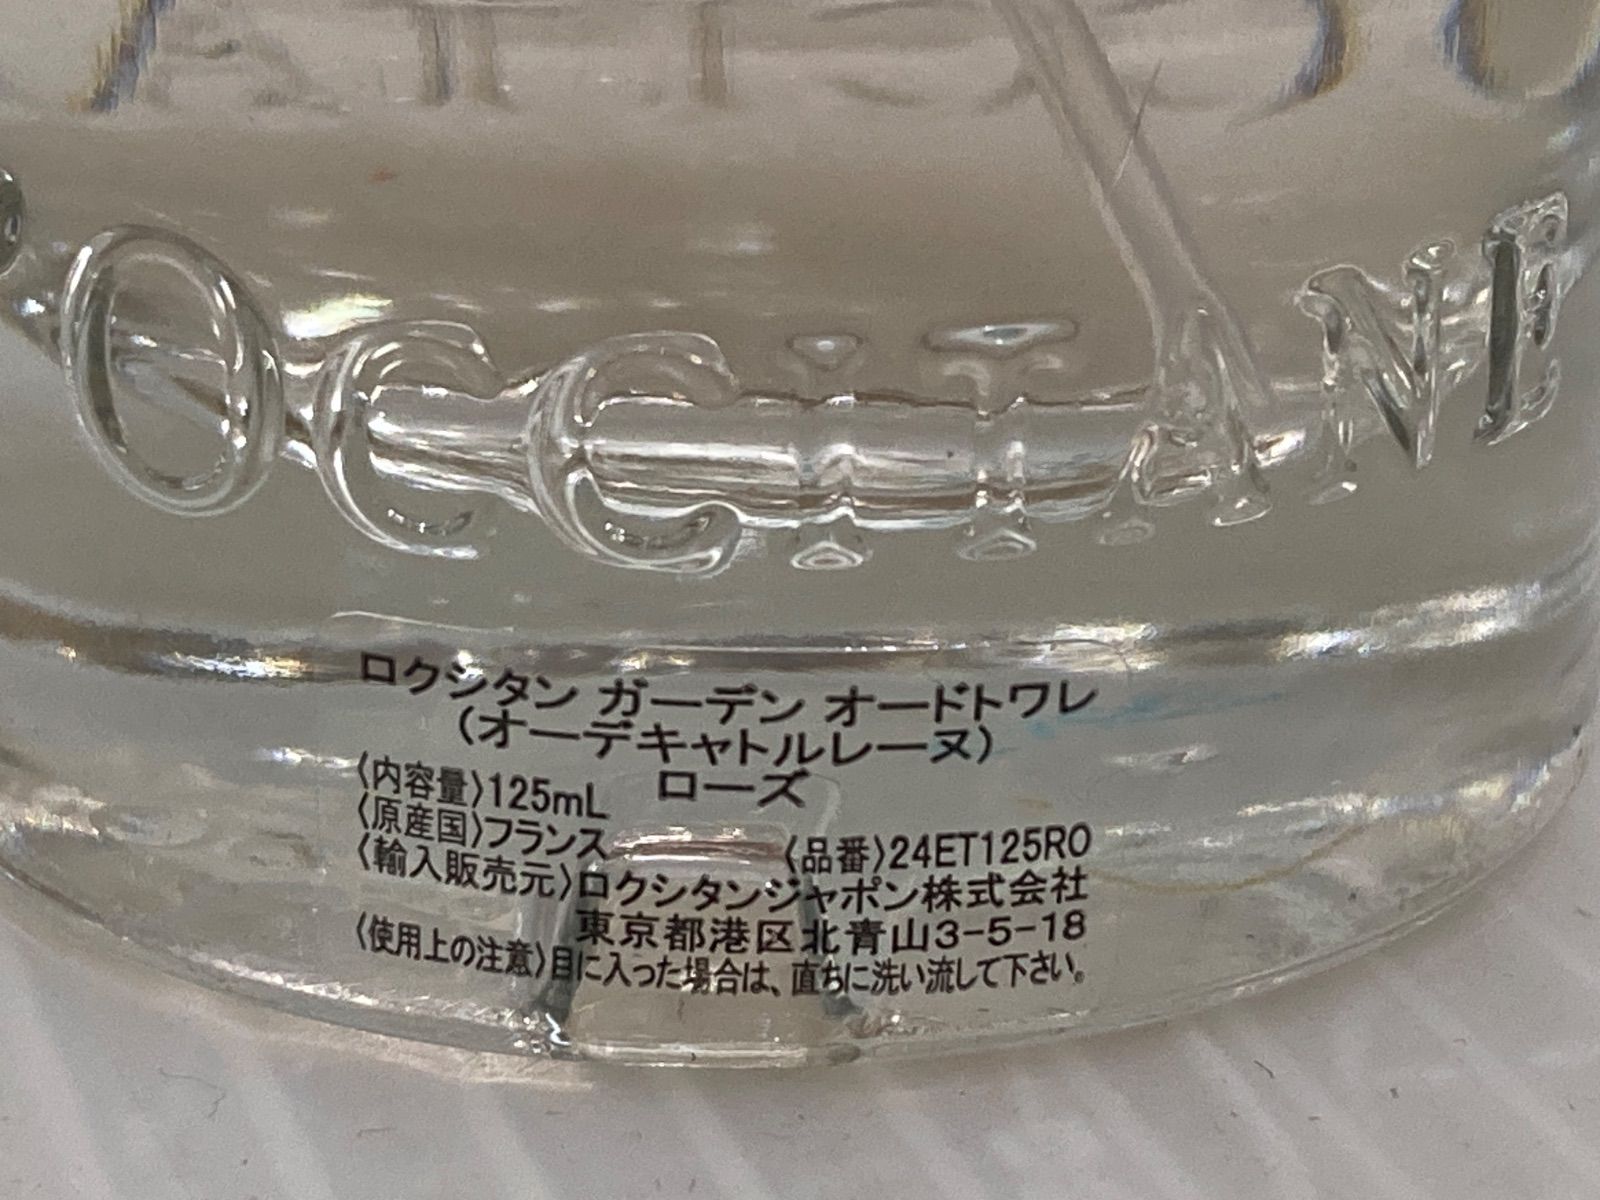 OCCITANE
ロクシタン ガーデン オードトワレ
(オーデキャトルレーヌ)
ローズ
〈内容量〉125mL
〈原産国〉フランス
〈品番〉24ET125RO
〈輸入販売元〉ロクシタンジャポン株式会社
東京都港区北青山3-5-18
〈使用上の注意〉目に入った場合は、直ちに洗い流して下さい。